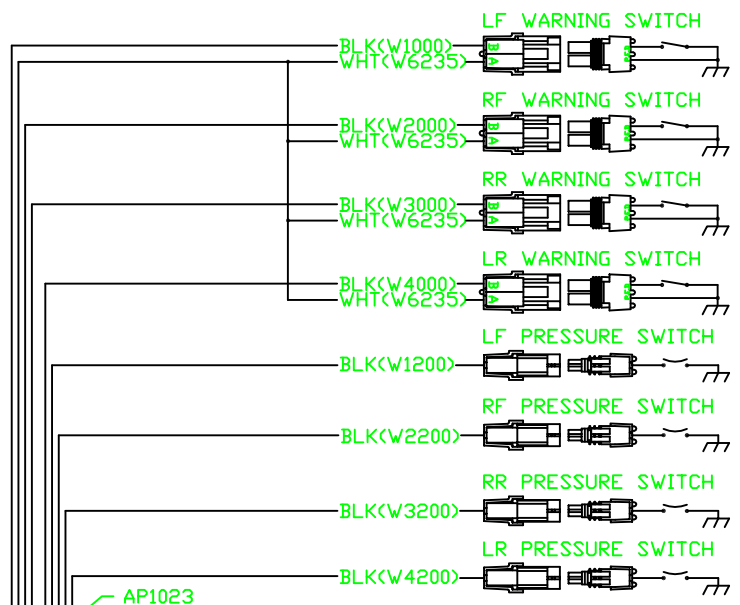 LF WARNING SWITCH
BLK(W1000)
WHT(W6235)
B
A
RF WARNING SWITCH
BLK(W2000)
WHT(W6235)
B
A
RR WARNING SWITCH
BLK(W3000)
WHT(W6235)
B
A
LR WARNING SWITCH
BLK(W4000)
WHT(W6235)
B
A
LF PRESSURE SWITCH
BLK(W1200)
RF PRESSURE SWITCH
BLK(W2200)
RR PRESSURE SWITCH
BLK(W3200)
LR PRESSURE SWITCH
BLK(W4200)
AP1023